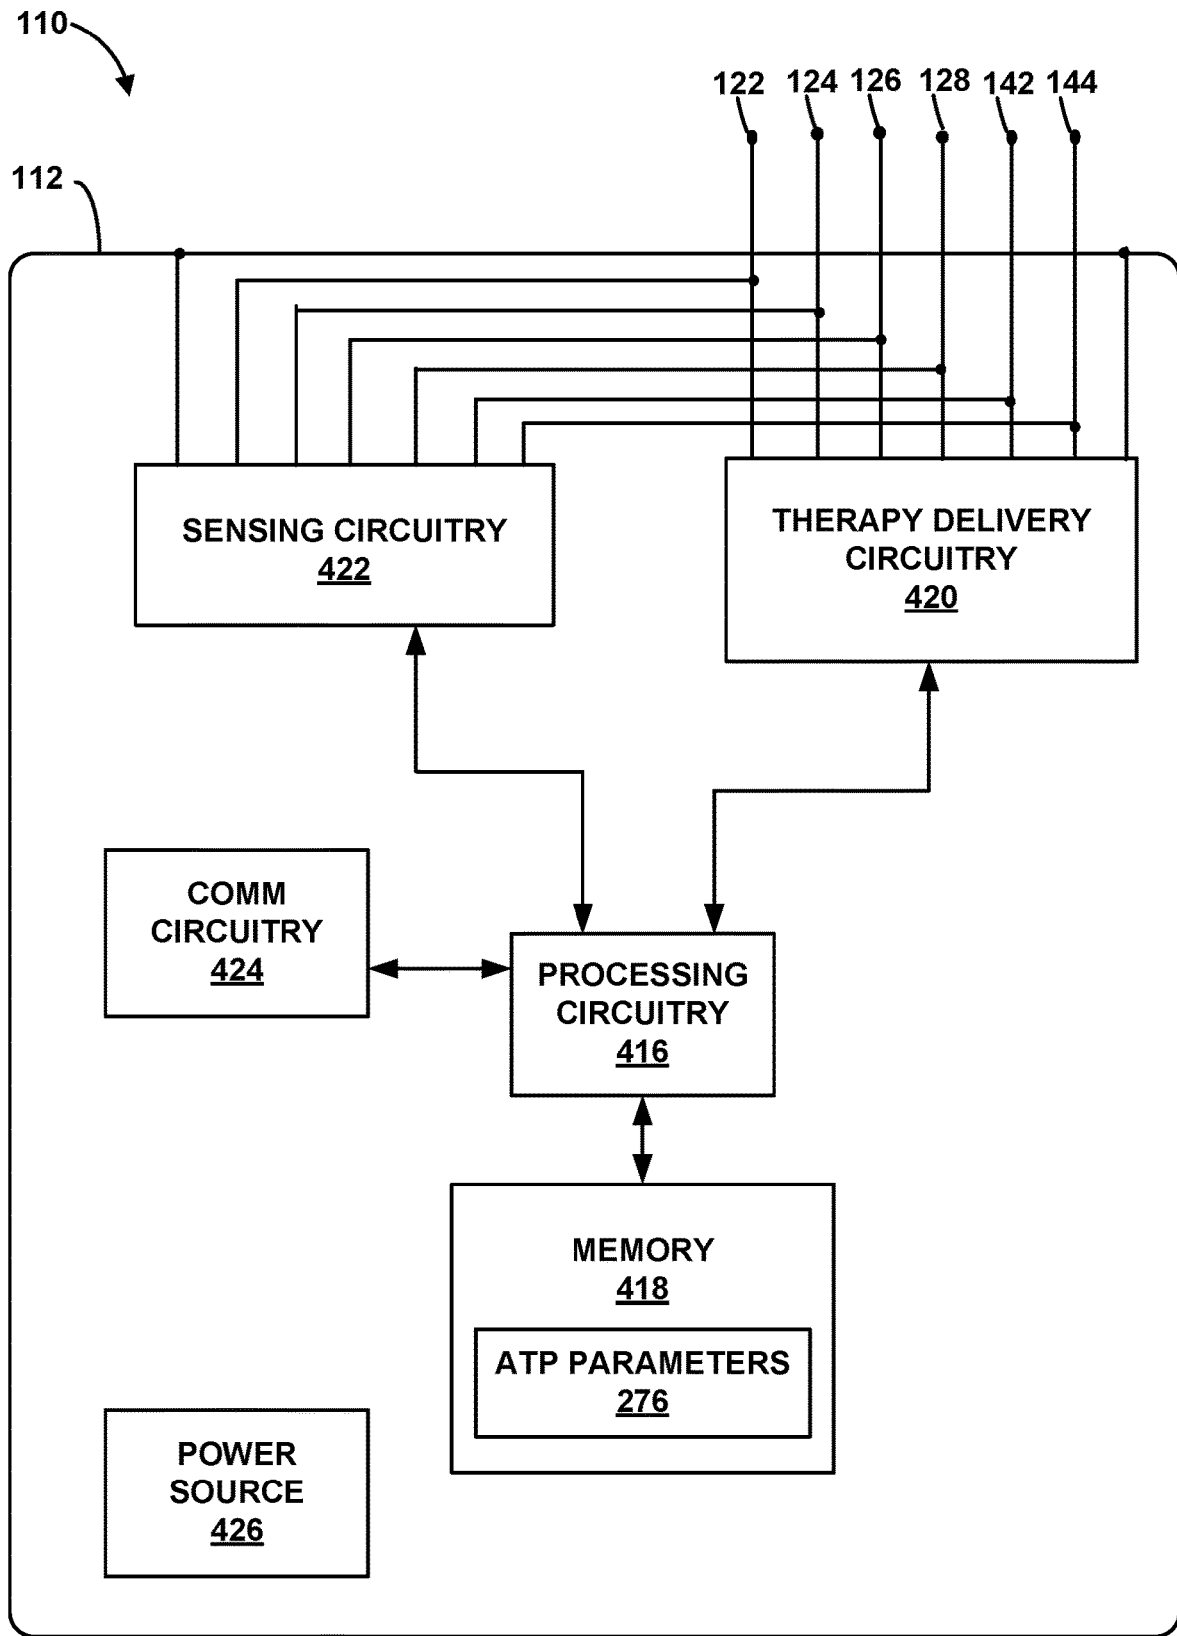 110
122 124 126 128 142 144
112
SENSING CIRCUITRY
422
THERAPY DELIVERY
CIRCUITRY
420
COMM
CIRCUITRY
424
PROCESSING
CIRCUITRY
416
MEMORY
418
ATP PARAMETERS
276
POWER
SOURCE
426